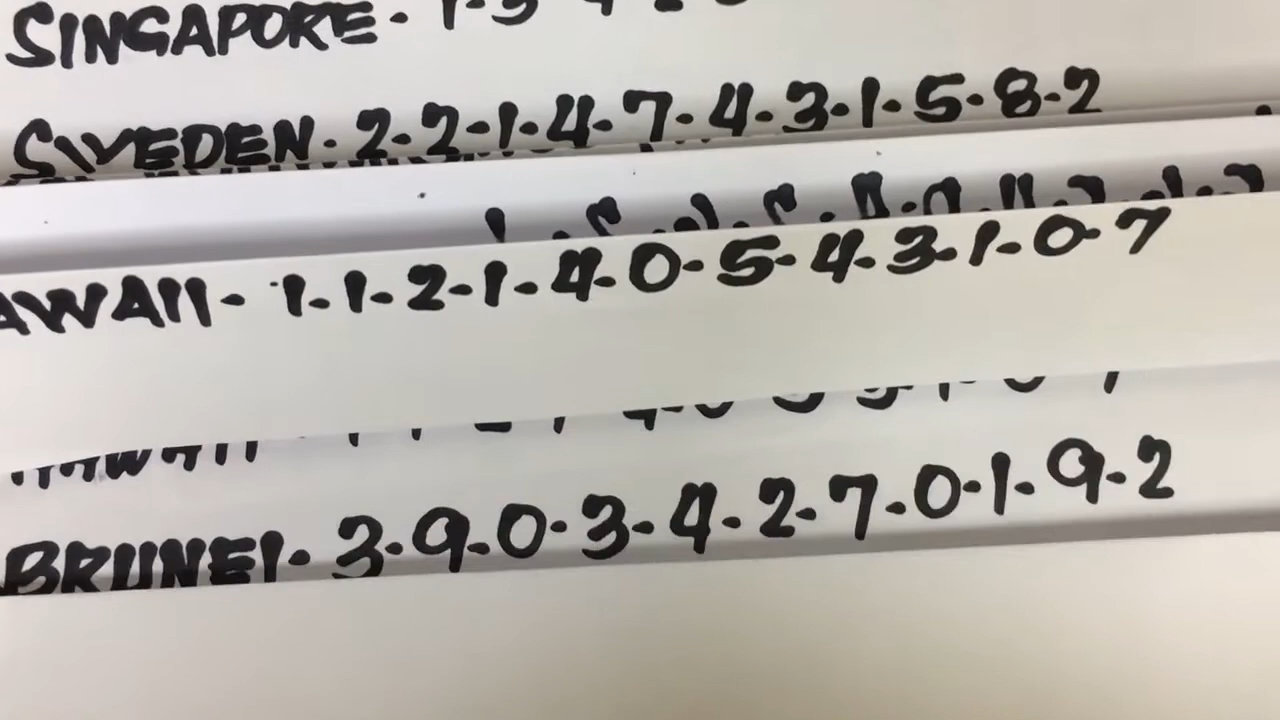 SINGAPORE - 1-3
SWEDEN - 2-2-1-4-7-4-3-1-5-8-2
AWAII - 1-1-2-1-4-0-5-4-3-1-0-7
BRUNEI - 3-9-0-3-4-2-7-0-1-9-2